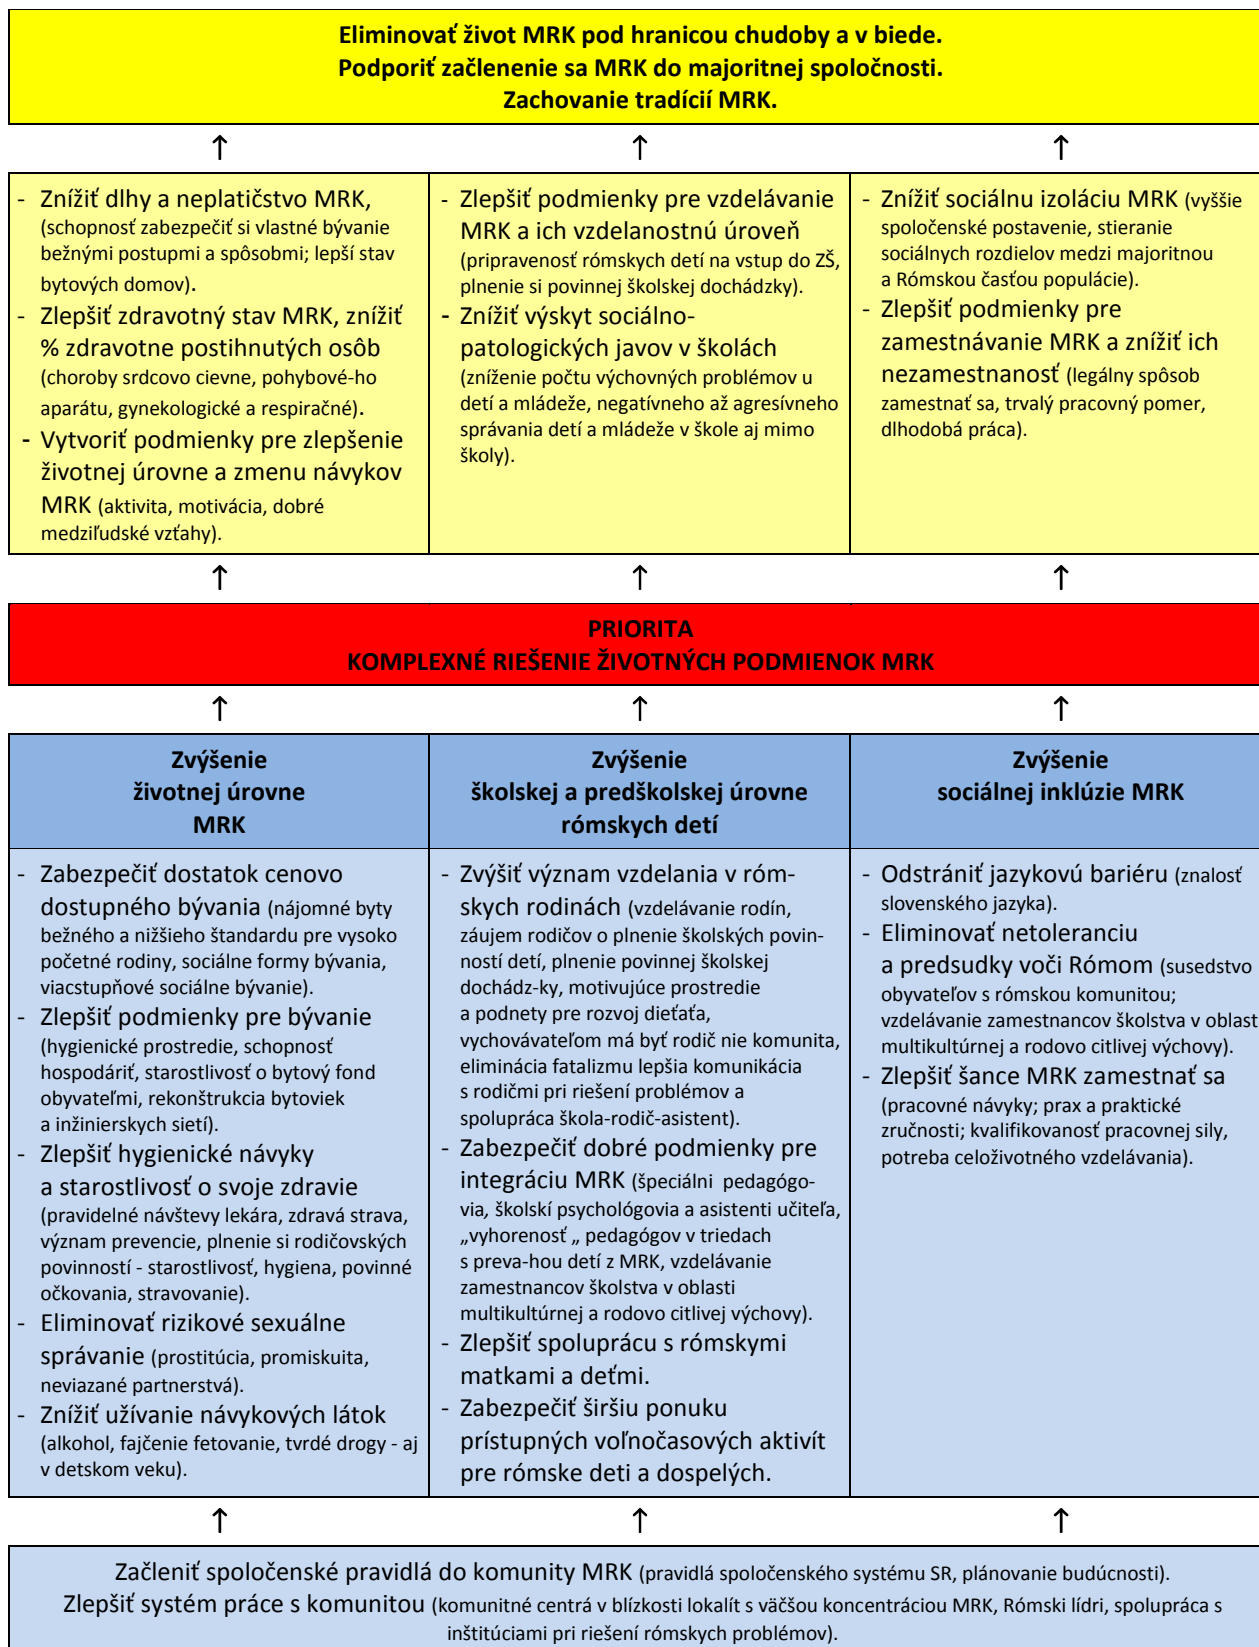 Eliminovať život MRK pod hranicou chudoby a v biede.
Podporiť začlenenie sa MRK do majoritnej spoločnosti.
Zachovanie tradícií MRK.
↑ ↑ ↑
- Znížiť dlhy a neplatičstvo MRK,
(schopnosť zabezpečiť si vlastné bývanie
bežnými postupmi a spôsobmi; lepší stav
bytových domov).
- Zlepšiť zdravotný stav MRK, znížiť
% zdravotne postihnutých osôb
(choroby srdcovo cievne, pohybové-ho
aparátu, gynekologické a respiračné).
- Vytvoriť podmienky pre zlepšenie
životnej úrovne a zmenu návykov
MRK (aktivita, motivácia, dobré
medziľudské vzťahy).
- Zlepšiť podmienky pre vzdelávanie
MRK a ich vzdelanostnú úroveň
(pripravenosť rómskych detí na vstup do ZŠ,
plnenie si povinnej školskej dochádzky).
- Znížiť výskyt sociálno-
patologických javov v školách
(zníženie počtu výchovných problémov u
detí a mládeže, negatívneho až agresívneho
správania detí a mládeže v škole aj mimo
školy).
- Znížiť sociálnu izoláciu MRK (vyššie
spoločenské postavenie, stieranie
sociálnych rozdielov medzi majoritnou
a Rómskou časťou populácie).
- Zlepšiť podmienky pre
zamestnávanie MRK a znížiť ich
nezamestnanosť (legálny spôsob
zamestnať sa, trvalý pracovný pomer,
dlhodobá práca).
↑ ↑ ↑
PRIORITA
KOMPLEXNÉ RIEŠENIE ŽIVOTNÝCH PODMIENOK MRK
↑ ↑ ↑
Zvýšenie
životnej úrovne
MRK
Zvýšenie
školskej a predškolskej úrovne
rómskych detí
Zvýšenie
sociálnej inklúzie MRK
- Zabezpečiť dostatok cenovo
dostupného bývania (nájomné byty
bežného a nižšieho štandardu pre vysoko
početné rodiny, sociálne formy bývania,
viacstupňové sociálne bývanie).
- Zlepšiť podmienky pre bývanie
(hygienické prostredie, schopnosť
hospodáriť, starostlivosť o bytový fond
obyvateľmi, rekonštrukcia bytoviek
a inžinierskych sietí).
- Zlepšiť hygienické návyky
a starostlivosť o svoje zdravie
(pravidelné návštevy lekára, zdravá strava,
význam prevencie, plnenie si rodičovských
povinností - starostlivosť, hygiena, povinné
očkovania, stravovanie).
- Eliminovať rizikové sexuálne
správanie (prostitúcia, promiskuita,
neviazané partnerstvá).
- Znížiť užívanie návykových látok
(alkohol, fajčenie fetovanie, tvrdé drogy - aj
v detskom veku).
- Zvýšiť význam vzdelania v róm-
skych rodinách (vzdelávanie rodín,
záujem rodičov o plnenie školských povin-
ností detí, plnenie povinnej školskej
dochádz-ky, motivujúce prostredie
a podnety pre rozvoj dieťaťa,
vychovávateľom má byť rodič nie komunita,
eliminácia fatalizmu lepšia komunikácia
s rodičmi pri riešení problémov a
spolupráca škola-rodič-asistent).
- Zabezpečiť dobré podmienky pre
integráciu MRK (špeciálni pedagógo-
via, školskí psychológovia a asistenti učiteľa,
„vyhorenosť „ pedagógov v triedach
s preva-hou detí z MRK, vzdelávanie
zamestnancov školstva v oblasti
multikultúrnej a rodovo citlivej výchovy).
- Zlepšiť spoluprácu s rómskymi
matkami a deťmi.
- Zabezpečiť širšiu ponuku
prístupných voľnočasových aktivít
pre rómske deti a dospelých.
- Odstrániť jazykovú bariéru (znalosť
slovenského jazyka).
- Eliminovať netoleranciu
a predsudky voči Rómom (susedstvo
obyvateľov s rómskou komunitou;
vzdelávanie zamestnancov školstva v oblast
multikultúrnej a rodovo citlivej výchovy).
- Zlepšiť šance MRK zamestnať sa
(pracovné návyky; prax a praktické
zručnosti; kvalifikovanosť pracovnej sily,
potreba celoživotného vzdelávania).
↑ ↑ ↑
Začleniť spoločenské pravidlá do komunity MRK (pravidlá spoločenského systému SR, plánovanie budúcnosti).
Zlepšiť systém práce s komunitou (komunitné centrá v blízkosti lokalít s väčšou koncentráciou MRK, Rómski lídri, spolupráca s
inštitúciami pri riešení rómskych problémov).